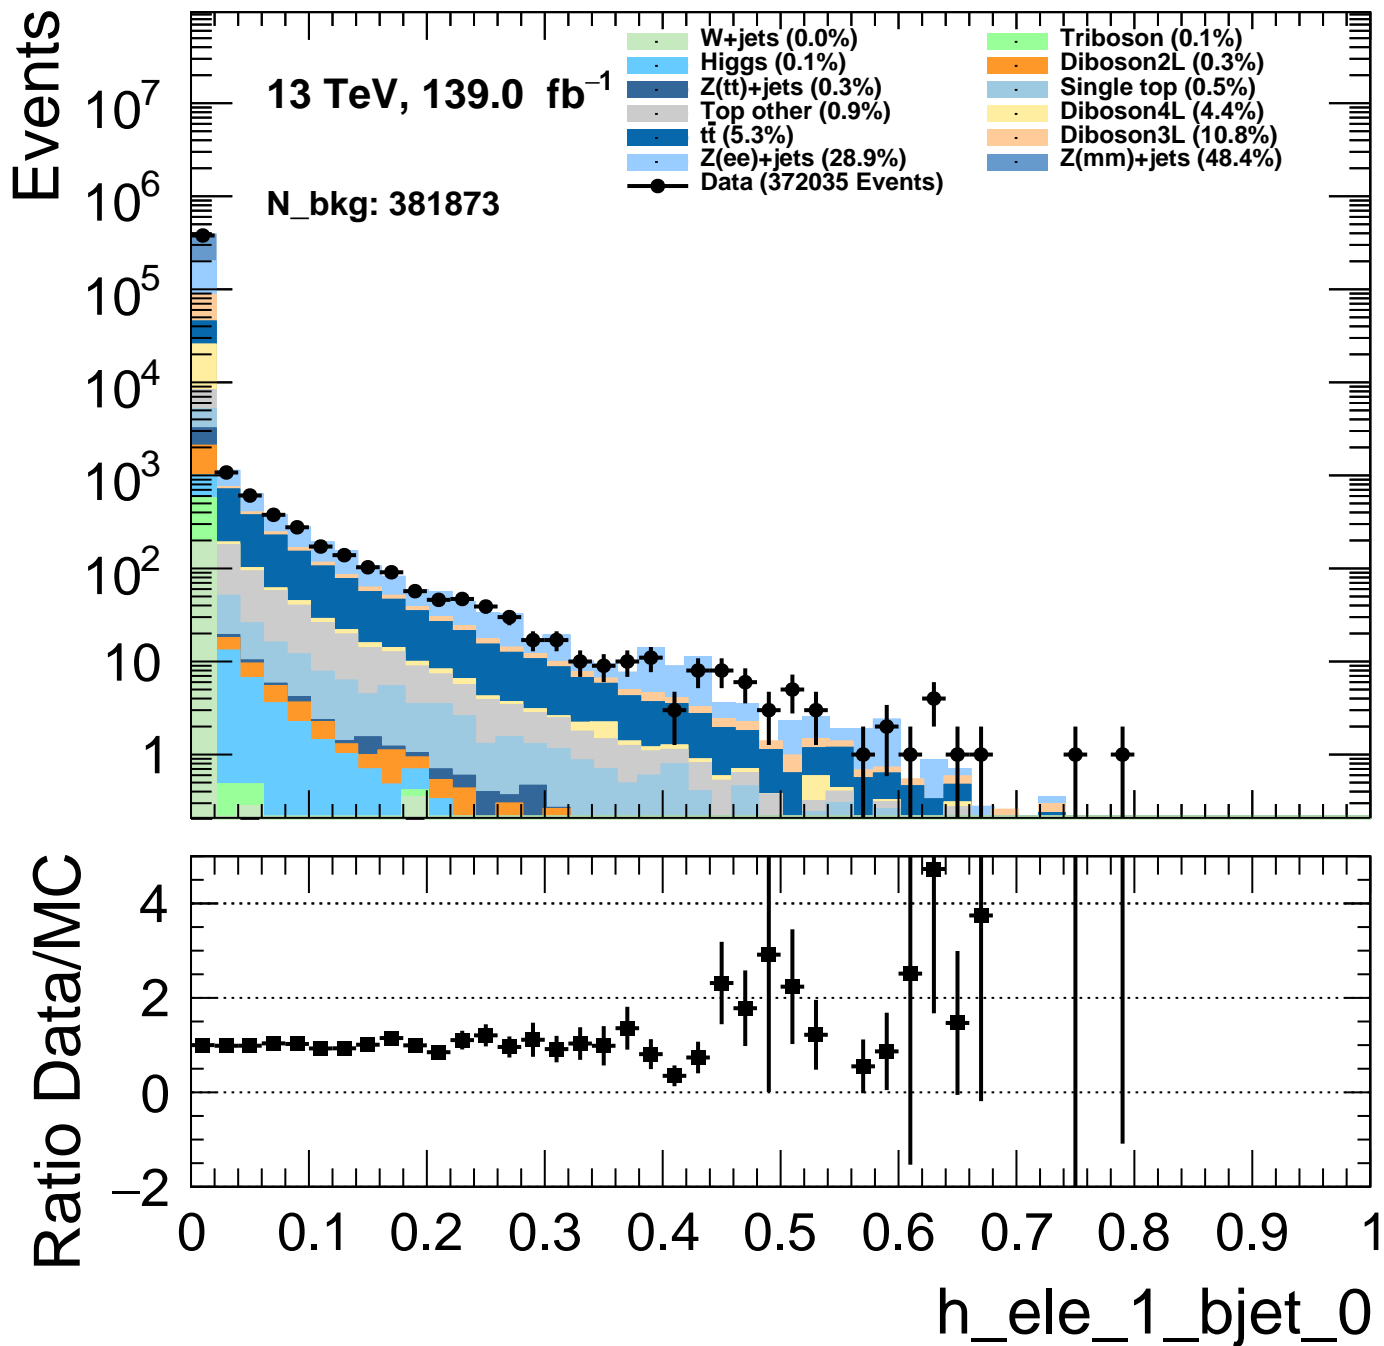 Events
13 TeV, 139.0 fb⁻¹
N_bkg: 381873
W+jets (0.0%)
Higgs (0.1%)
Z(tt)+jets (0.3%)
Top other (0.9%)
tt̄ (5.3%)
Z(ee)+jets (28.9%)
Data (372035 Events)
Triboson (0.1%)
Diboson2L (0.3%)
Single top (0.5%)
Diboson4L (4.4%)
Diboson3L (10.8%)
Z(mm)+jets (48.4%)
10⁷
10⁶
10⁵
10⁴
10³
10²
10
1
Ratio Data/MC
4
2
0
−2
0 0.1 0.2 0.3 0.4 0.5 0.6 0.7 0.8 0.9 1
h_ele_1_bjet_0